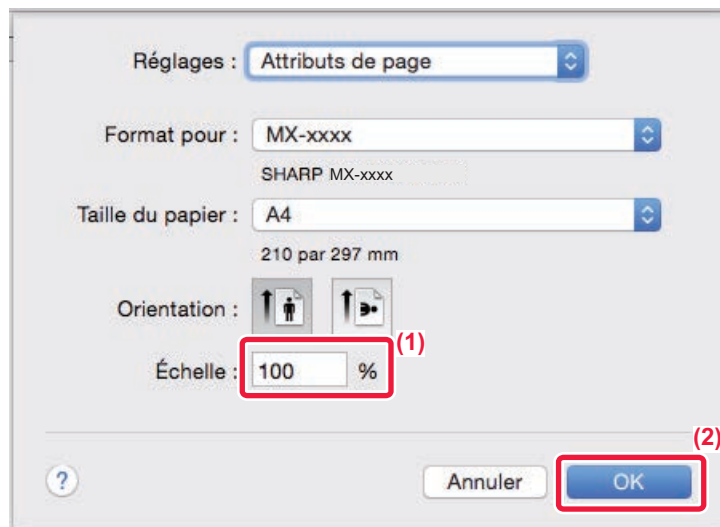 Réglages : Attributs de page
Format pour : MX-xxxx
SHARP MX-xxxx
Taille du papier : A4
210 par 297 mm
Orientation :
(1)
Échelle : 100 %
(2)
? Annuler OK